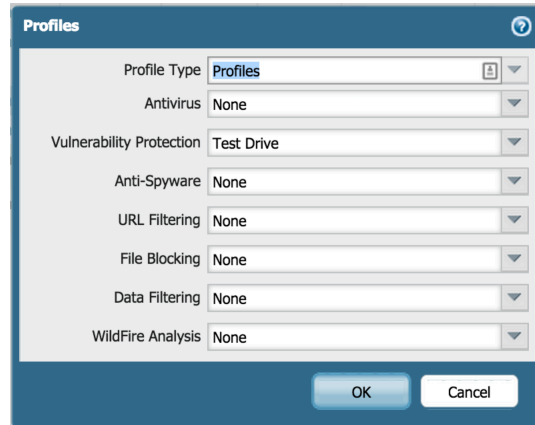 Profiles
Profile Type Profiles
Antivirus None
Vulnerability Protection Test Drive
Anti-Spyware None
URL Filtering None
File Blocking None
Data Filtering None
WildFire Analysis None
OK Cancel